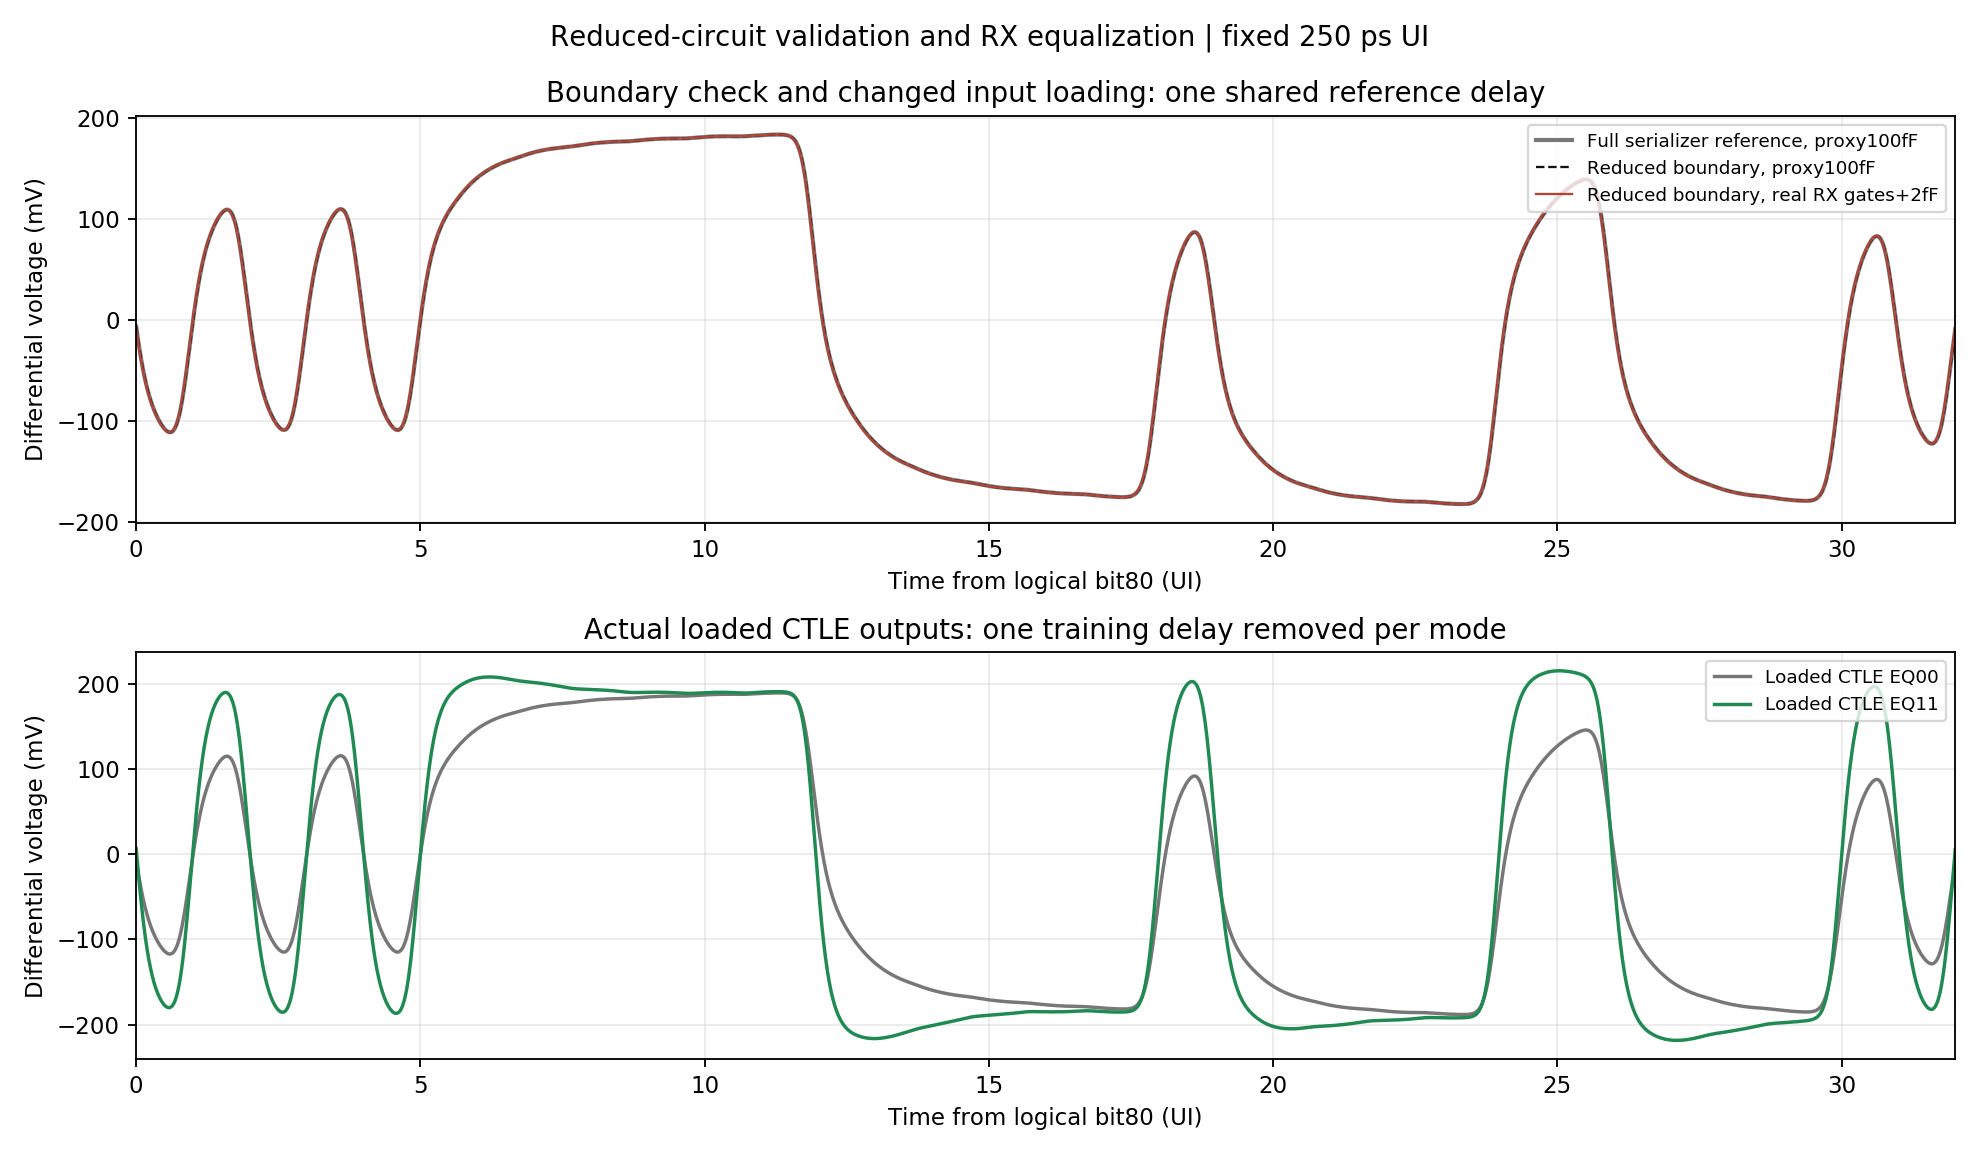 Reduced-circuit validation and RX equalization | fixed 250 ps UI
Boundary check and changed input loading: one shared reference delay
Differential voltage (mV)
200
100
0
−100
−200
Full serializer reference, proxy100fF
Reduced boundary, proxy100fF
Reduced boundary, real RX gates+2fF
0 5 10 15 20 25 30
Time from logical bit80 (UI)
Actual loaded CTLE outputs: one training delay removed per mode
Differential voltage (mV)
200
100
0
−100
−200
Loaded CTLE EQ00
Loaded CTLE EQ11
0 5 10 15 20 25 30
Time from logical bit80 (UI)